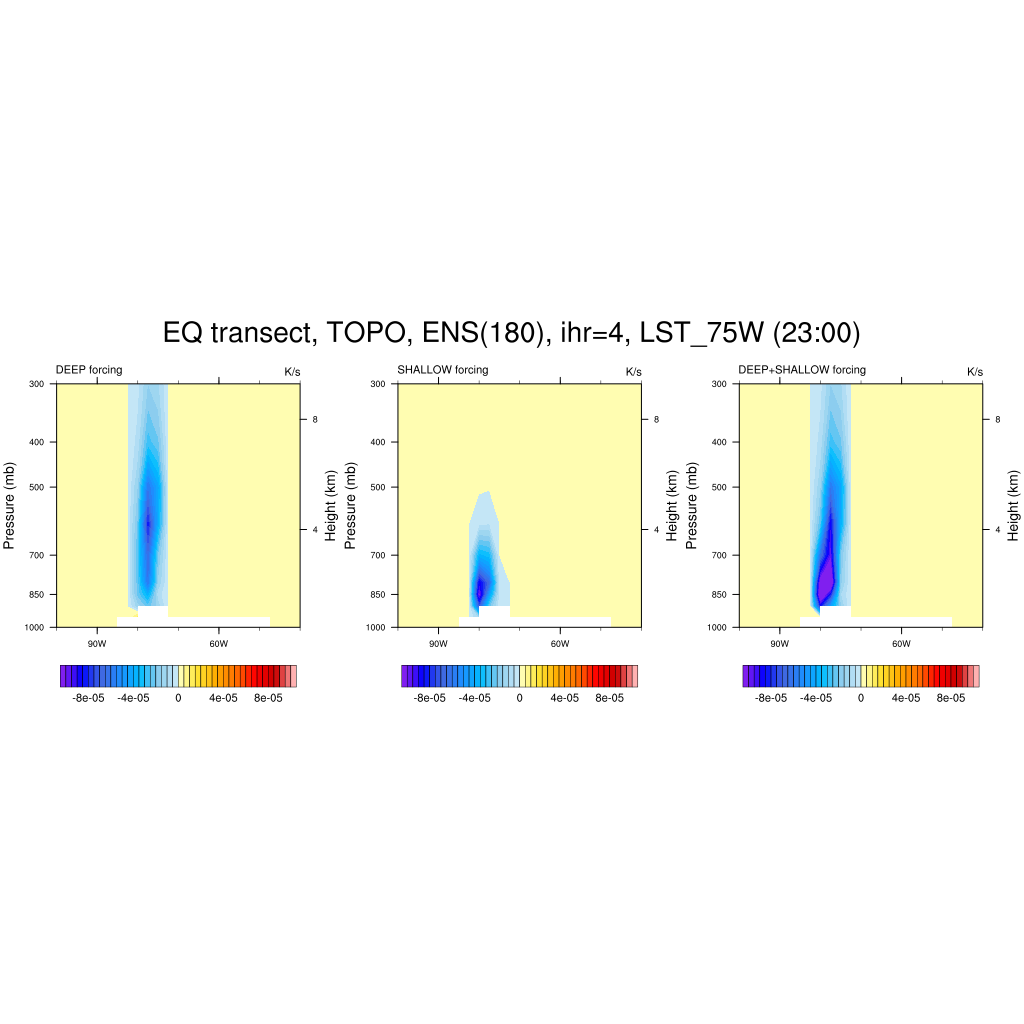 EQ transect, TOPO, ENS(180), ihr=4, LST_75W (23:00)
DEEP forcing K/s
300
400
500
700
850
1000
Pressure (mb)
8
4
Height (km)
90W 60W
-8e-05 -4e-05 0 4e-05 8e-05
SHALLOW forcing K/s
300
400
500
700
850
1000
Pressure (mb)
8
4
Height (km)
90W 60W
-8e-05 -4e-05 0 4e-05 8e-05
DEEP+SHALLOW forcing K/s
300
400
500
700
850
1000
Pressure (mb)
8
4
Height (km)
90W 60W
-8e-05 -4e-05 0 4e-05 8e-05